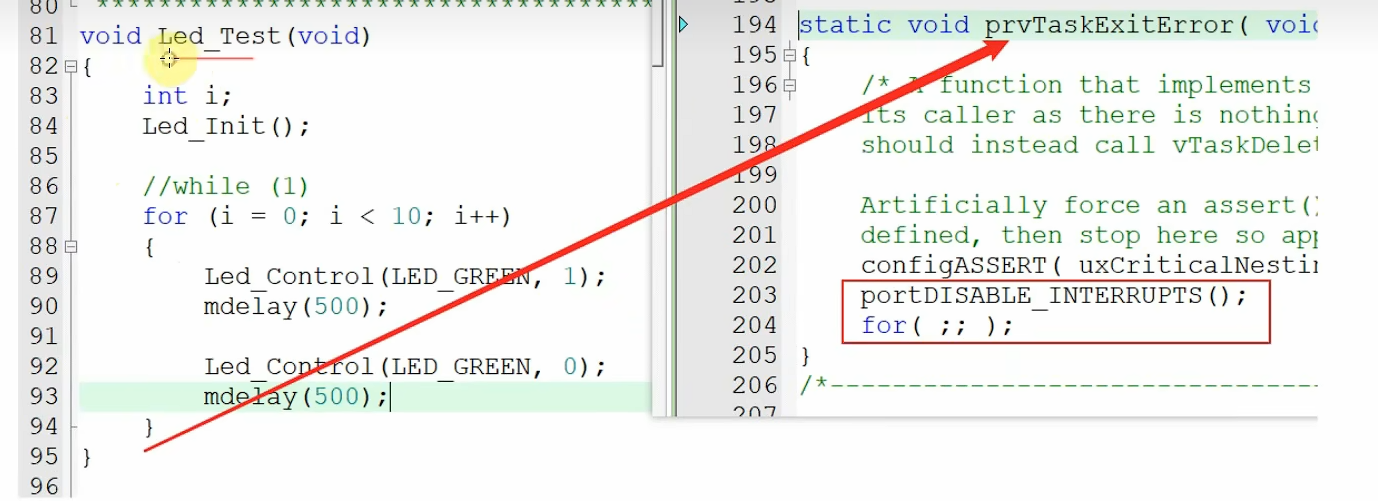 80 ************************************
81 void Led_Test(void)
82 {
83 int i;
84 Led_Init();
85
86 //while (1)
87 for (i = 0; i < 10; i++)
88 {
89 Led_Control(LED_GREEN, 1);
90 mdelay(500);
91
92 Led_Control(LED_GREEN, 0);
93 mdelay(500);
94 }
95 }
96
194 static void prvTaskExitError( voi
195 {
196 /* A function that implements
197 its caller as there is nothing
198 should instead call vTaskDelet
199
200 Artificially force an assert()
201 defined, then stop here so app
202 configASSERT( uxCriticalNestin
203 portDISABLE_INTERRUPTS();
204 for( ;; );
205 }
206 /*---------------------------------
207